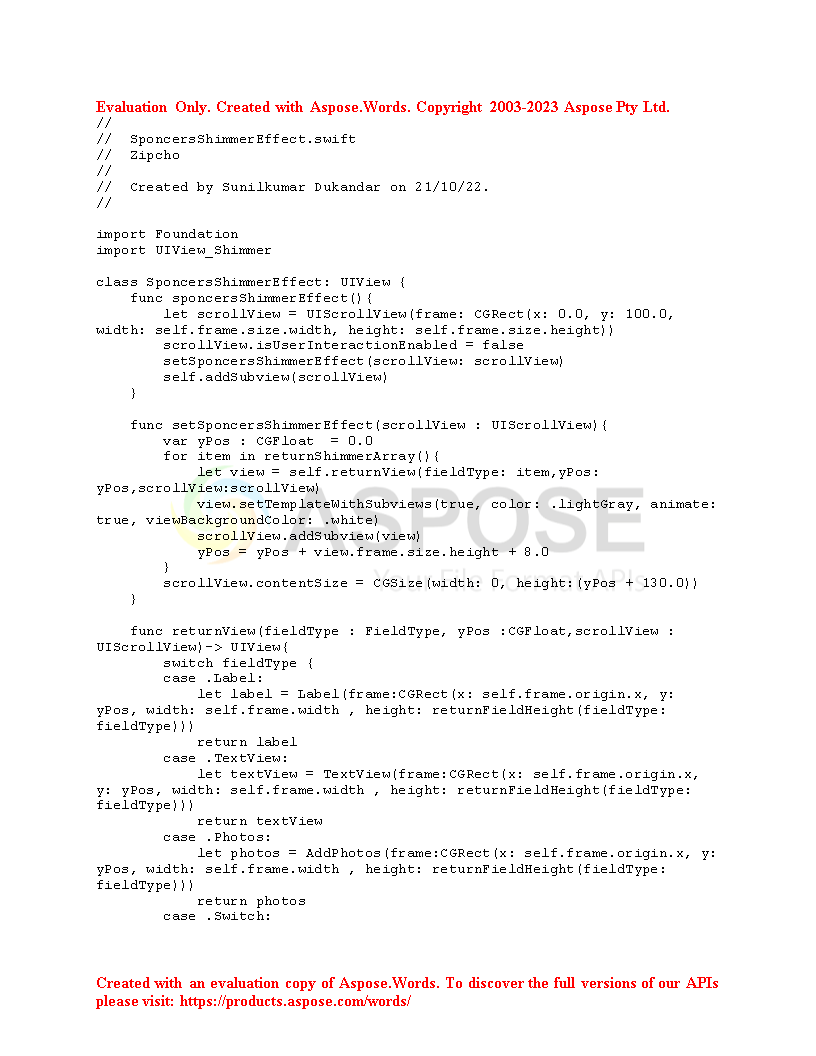 Evaluation Only. Created with Aspose.Words. Copyright 2003-2023 Aspose Pty Ltd.
//
//  SponcersShimmerEffect.swift
//  Zipcho
//
//  Created by Sunilkumar Dukandar on 21/10/22.
//

import Foundation
import UIView_Shimmer

class SponcersShimmerEffect: UIView {
    func sponcersShimmerEffect(){
        let scrollView = UIScrollView(frame: CGRect(x: 0.0, y: 100.0,
width: self.frame.size.width, height: self.frame.size.height))
        scrollView.isUserInteractionEnabled = false
        setSponcersShimmerEffect(scrollView: scrollView)
        self.addSubview(scrollView)
    }

    func setSponcersShimmerEffect(scrollView : UIScrollView){
        var yPos : CGFloat  = 0.0
        for item in returnShimmerArray(){
            let view = self.returnView(fieldType: item,yPos:
yPos,scrollView:scrollView)
            view.setTemplateWithSubviews(true, color: .lightGray, animate:
true, viewBackgroundColor: .white)
            scrollView.addSubview(view)
            yPos = yPos + view.frame.size.height + 8.0
        }
        scrollView.contentSize = CGSize(width: 0, height:(yPos + 130.0))
    }

    func returnView(fieldType : FieldType, yPos :CGFloat,scrollView :
UIScrollView)-> UIView{
        switch fieldType {
        case .Label:
            let label = Label(frame:CGRect(x: self.frame.origin.x, y:
yPos, width: self.frame.width , height: returnFieldHeight(fieldType:
fieldType)))
            return label
        case .TextView:
            let textView = TextView(frame:CGRect(x: self.frame.origin.x,
y: yPos, width: self.frame.width , height: returnFieldHeight(fieldType:
fieldType)))
            return textView
        case .Photos:
            let photos = AddPhotos(frame:CGRect(x: self.frame.origin.x, y:
yPos, width: self.frame.width , height: returnFieldHeight(fieldType:
fieldType)))
            return photos
        case .Switch:
ASPOSE
Your File Format APIs
Created with an evaluation copy of Aspose.Words. To discover the full versions of our APIs
please visit: https://products.aspose.com/words/